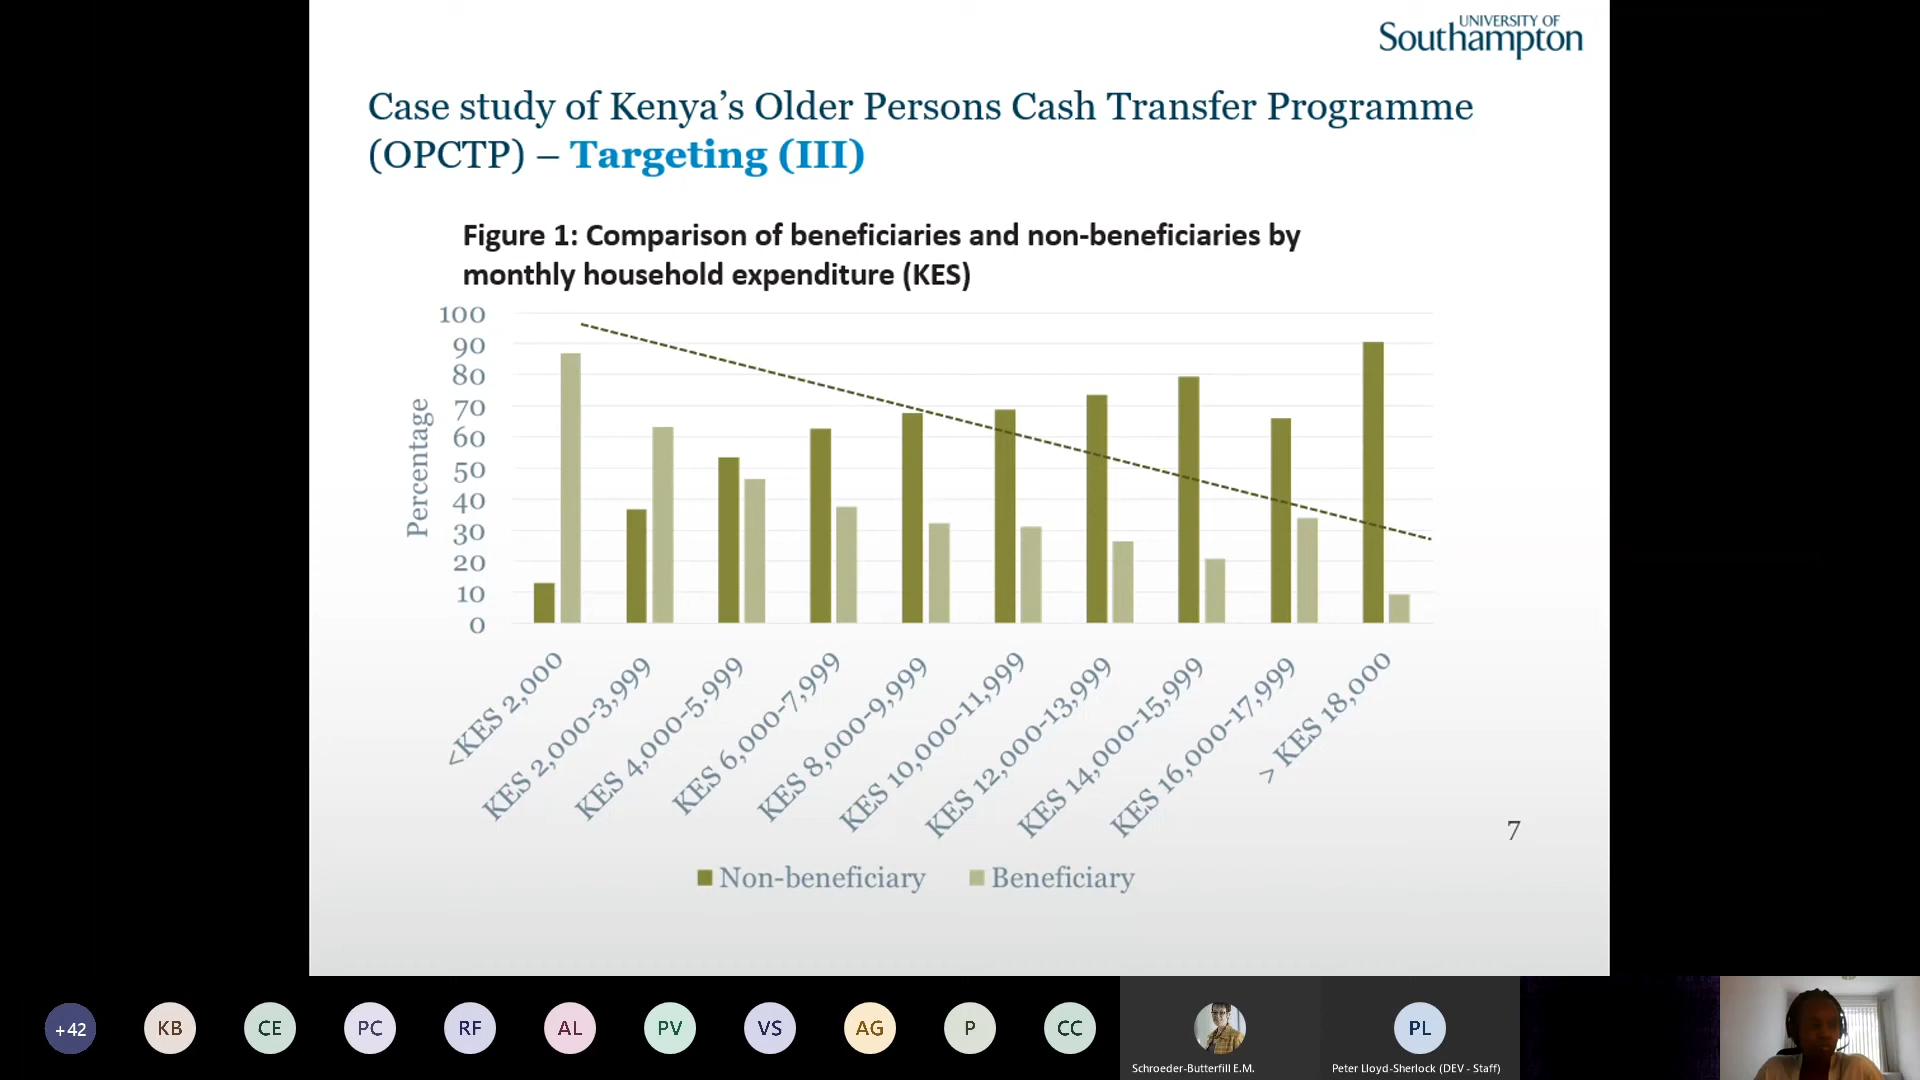 UNIVERSITY OF
Southampton
Case study of Kenya's Older Persons Cash Transfer Programme
(OPCTP) – Targeting (III)
Figure 1: Comparison of beneficiaries and non-beneficiaries by
monthly household expenditure (KES)
Percentage
100
90
80
70
60
50
40
30
20
10
0
<KES 2,000
KES 2,000-3,999
KES 4,000-5.999
KES 6,000-7,999
KES 8,000-9,999
KES 10,000-11,999
KES 12,000-13,999
KES 14,000-15,999
KES 16,000-17,999
> KES 18,000
7
Non-beneficiary
Beneficiary
+42
KB
CE
PC
RF
AL
PV
VS
AG
P
CC
PL
Schroeder-Butterfill E.M.
Peter Lloyd-Sherlock (DEV - Staff)